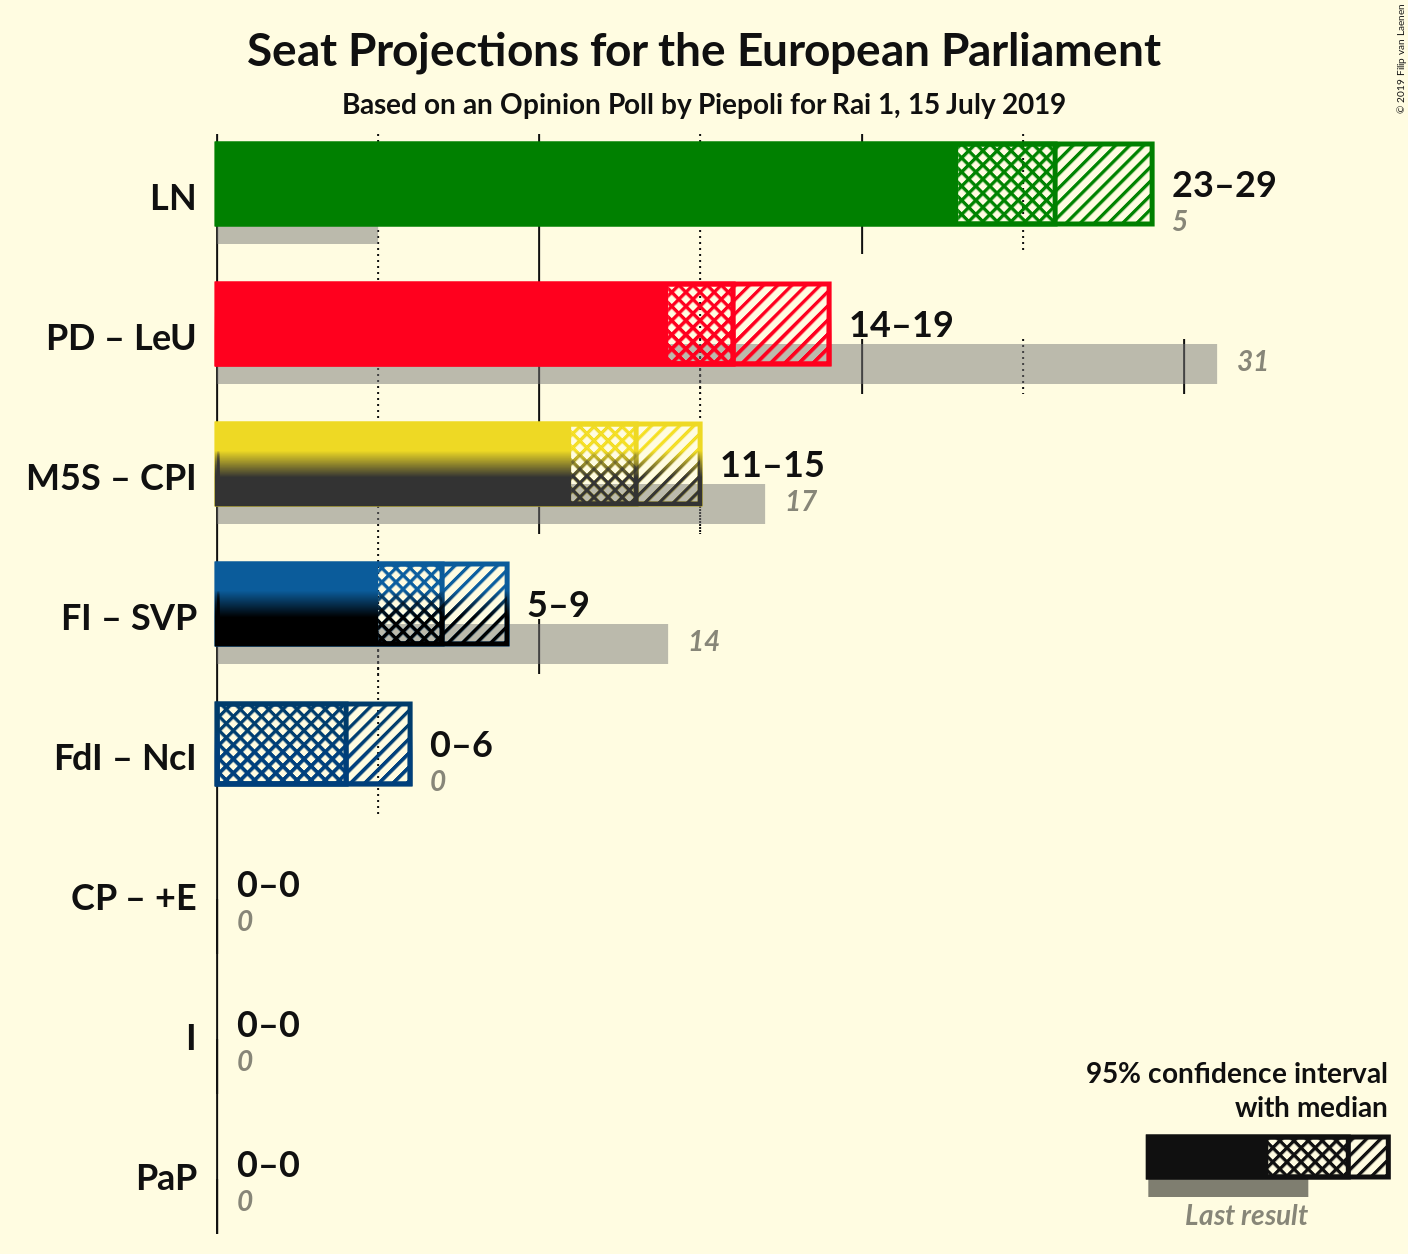 Seat Projections for the European Parliament
Based on an Opinion Poll by Piepoli for Rai 1, 15 July 2019
© 2019 Filip van Laenen
LN
23–29
5
PD – LeU
14–19
31
M5S – CPI
11–15
17
FI – SVP
5–9
14
FdI – NcI
0–6
0
CP – +E
0–0
0
I
0–0
0
PaP
0–0
0
95% confidence interval
with median
Last result